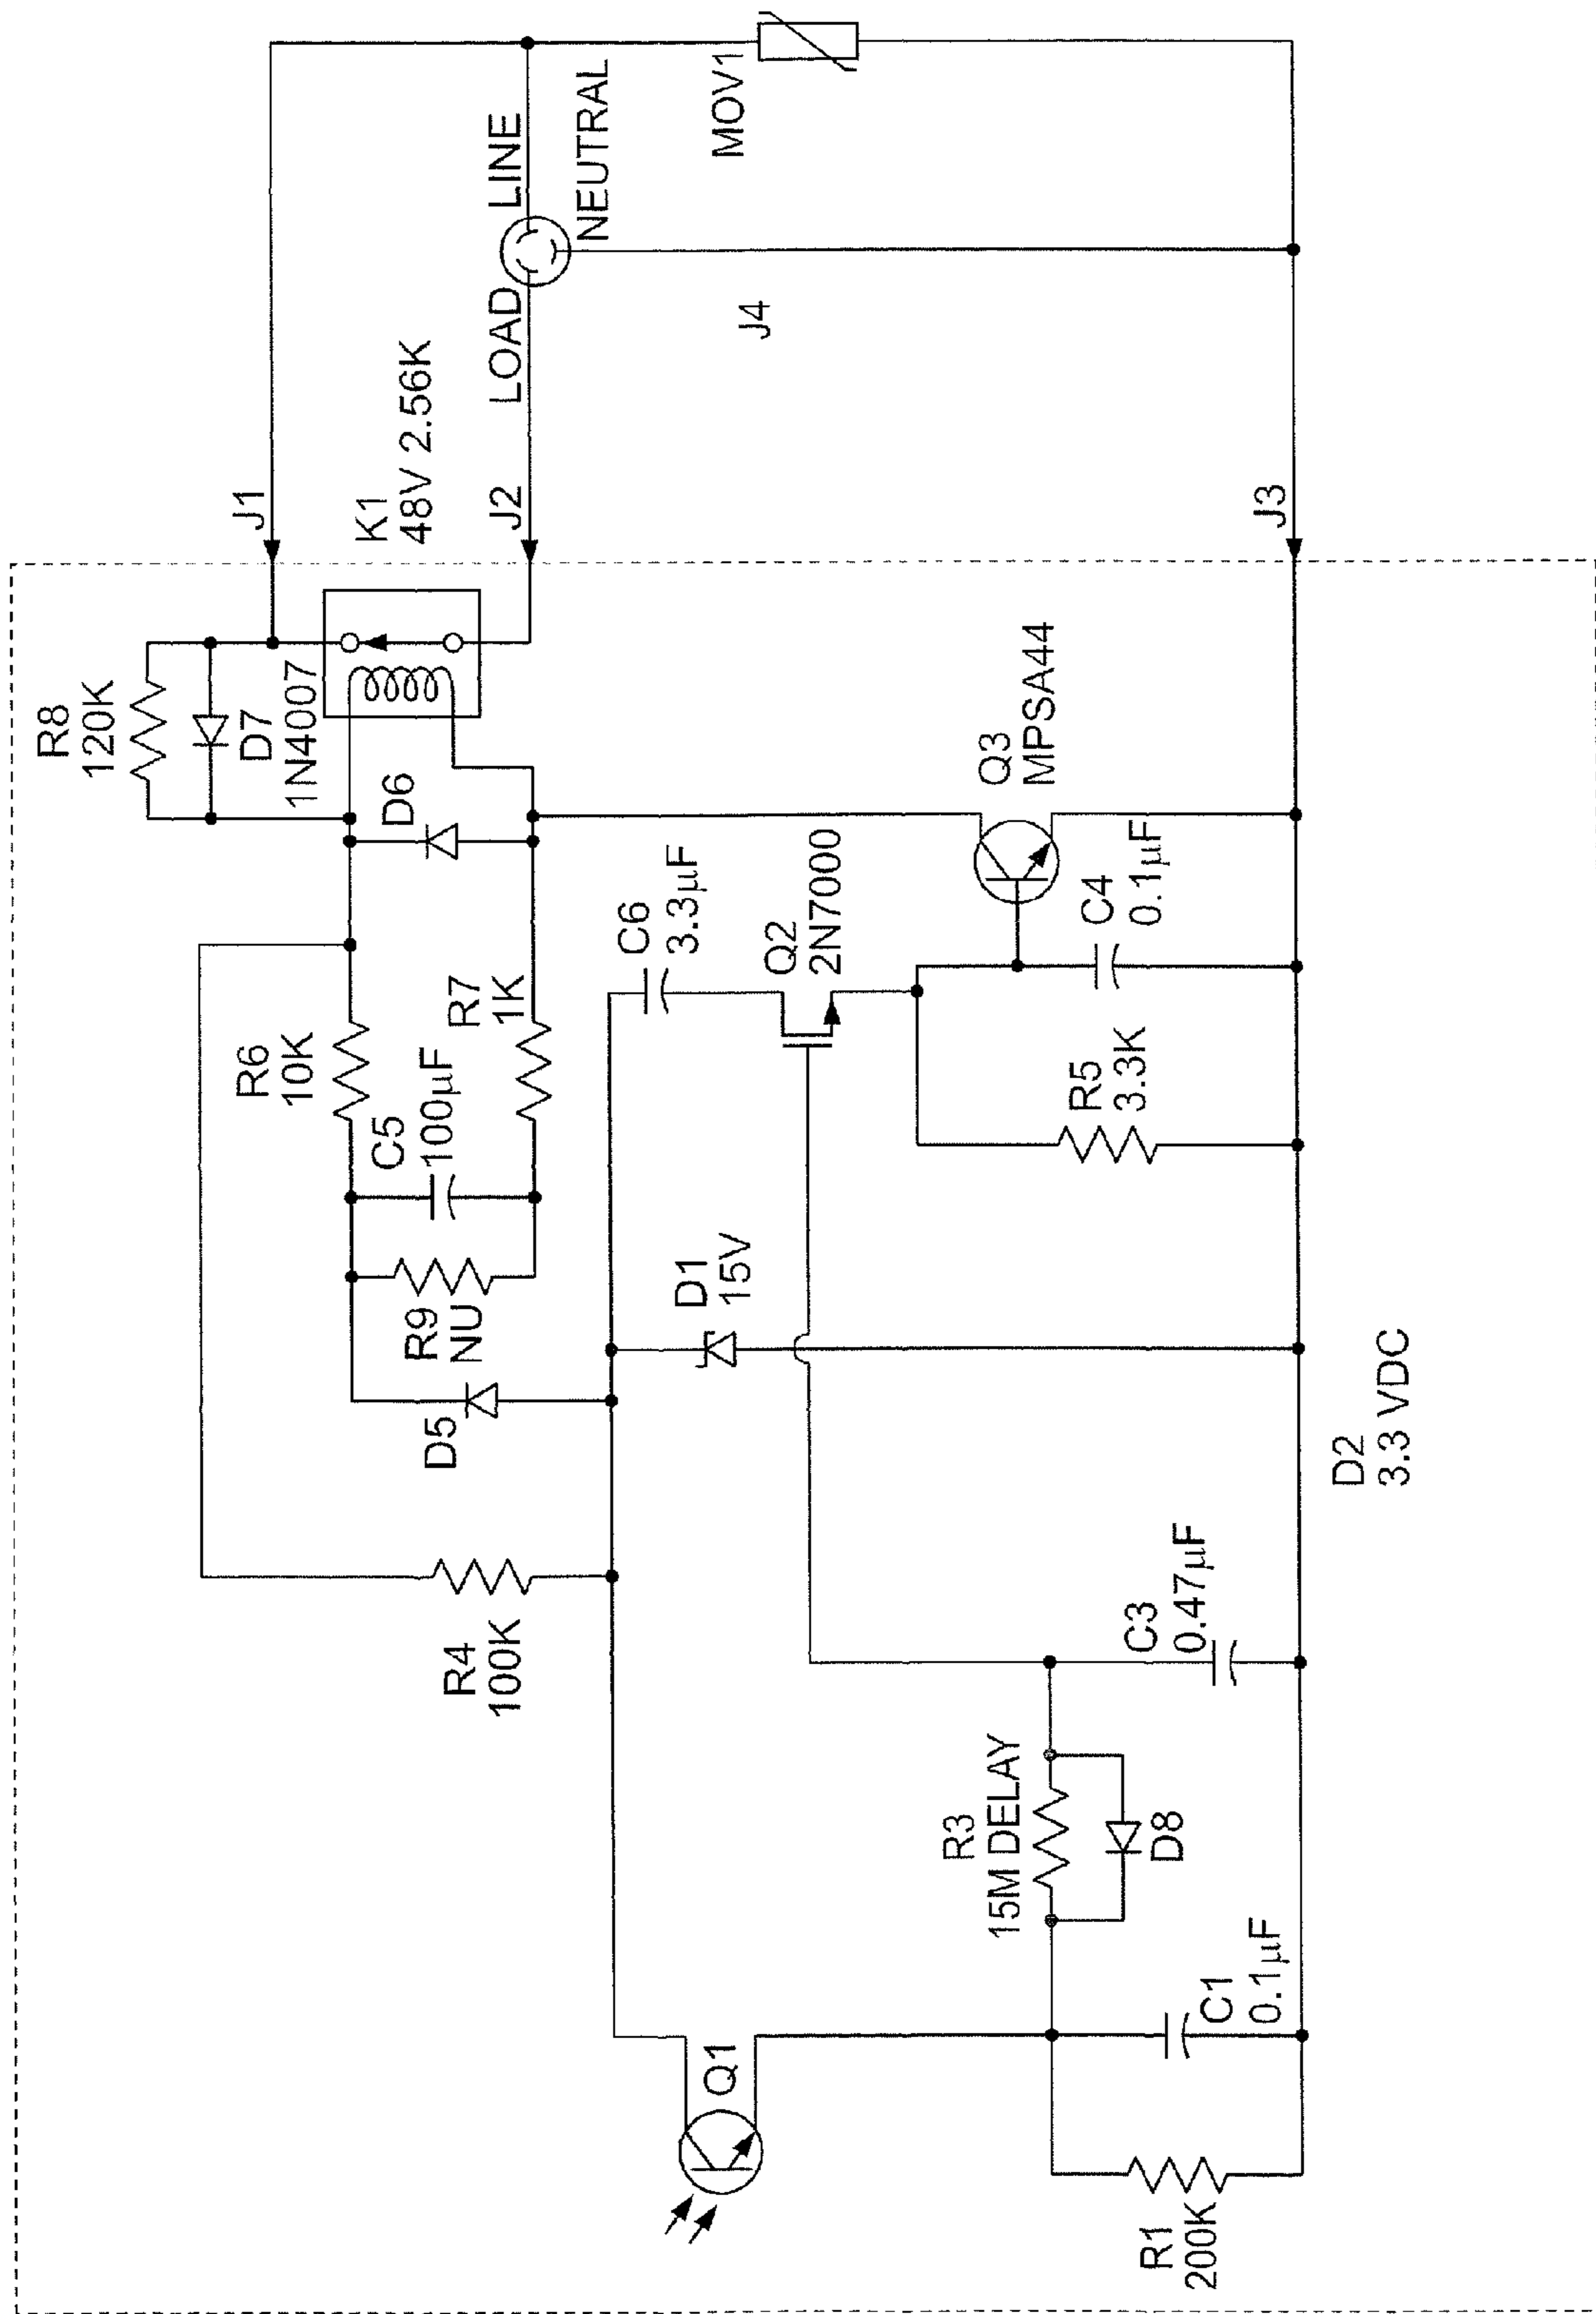 R8
120K
D7
1N4007
J1
K1
48V 2.56K
J2
LOAD
LINE
NEUTRAL
MOV1
J4
J3
D6
R6
10K
C5
100µF
R7
1K
R9
NU
D5
C6
3.3µF
Q2
2N7000
Q3
MPSA44
C4
0.1µF
R5
3.3K
D1
15V
R4
100K
D2
3.3 VDC
C3
0.47µF
R3
15M DELAY
D8
Q1
C1
0.1µF
R1
200K